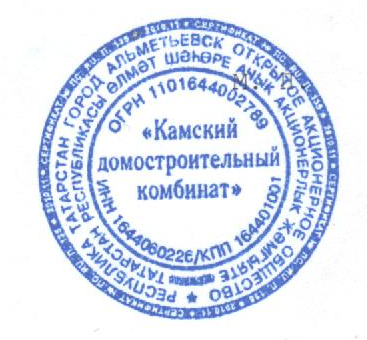 РЕСПУБЛИКА ТАТАРСТАН ГОРОД АЛЬМЕТЬЕВСК ОТКРЫТОЕ АКЦИОНЕРНОЕ ОБЩЕСТВО
ТАТАРСТАН РЕСПУБЛИКАСЫ ӘЛМӘТ ШӘҺӘРЕ АЧЫК АКЦИОНЕРЛЫК ҖӘМГЫЯТЕ
ОГРН 1101644002789
«Камский
домостроительный
комбинат»
ИНН 1644060226/КПП 164401001